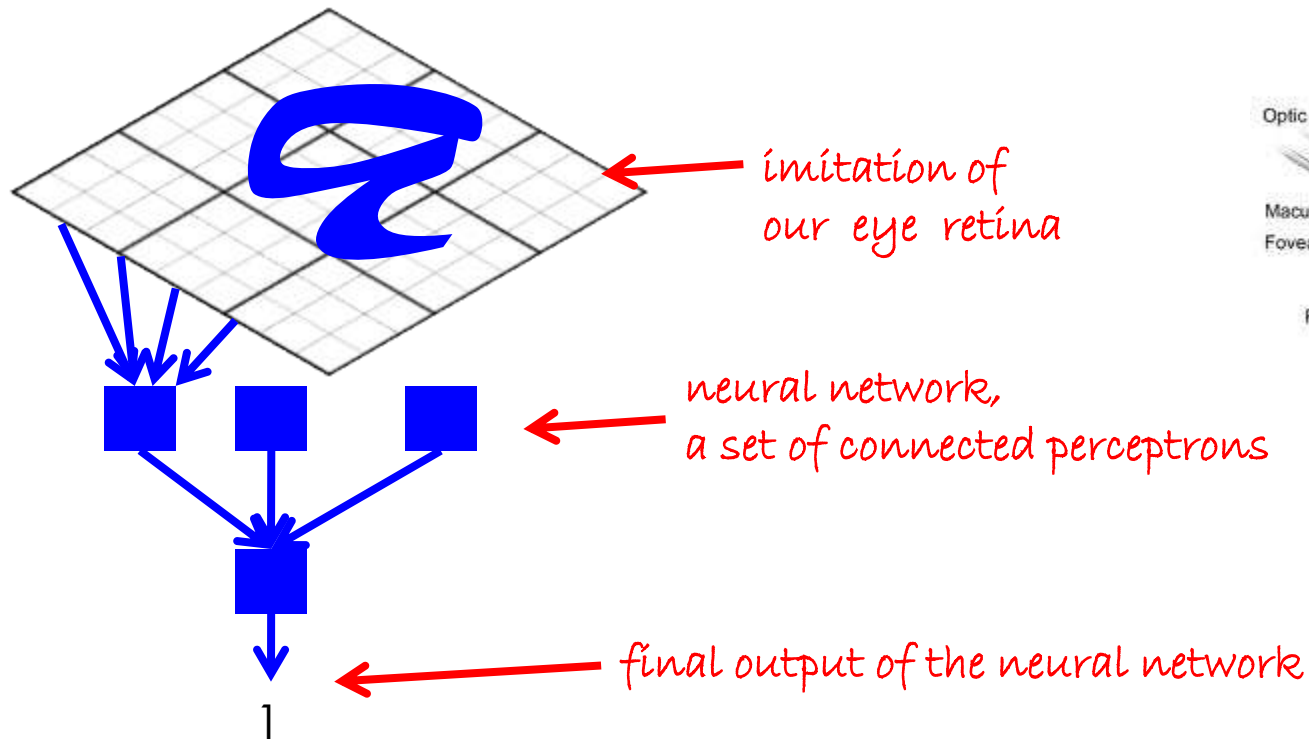 Optic
imitation of
our eye retina
Macu
Fovea
neural network,
a set of connected perceptrons
final output of the neural network
1